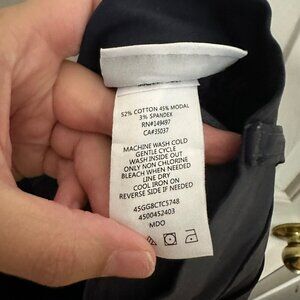 52% COTTON 45% MODAL
3% SPANDEX
RN#149497
CA#35037
MACHINE WASH COLD
GENTLE CYCLE
WASH INSIDE OUT
ONLY NON CHLORINE
BLEACH WHEN NEEDED
LINE DRY
COOL IRON ON
REVERSE SIDE IF NEEDED
45GGBCTC5748
4500452403
MDO